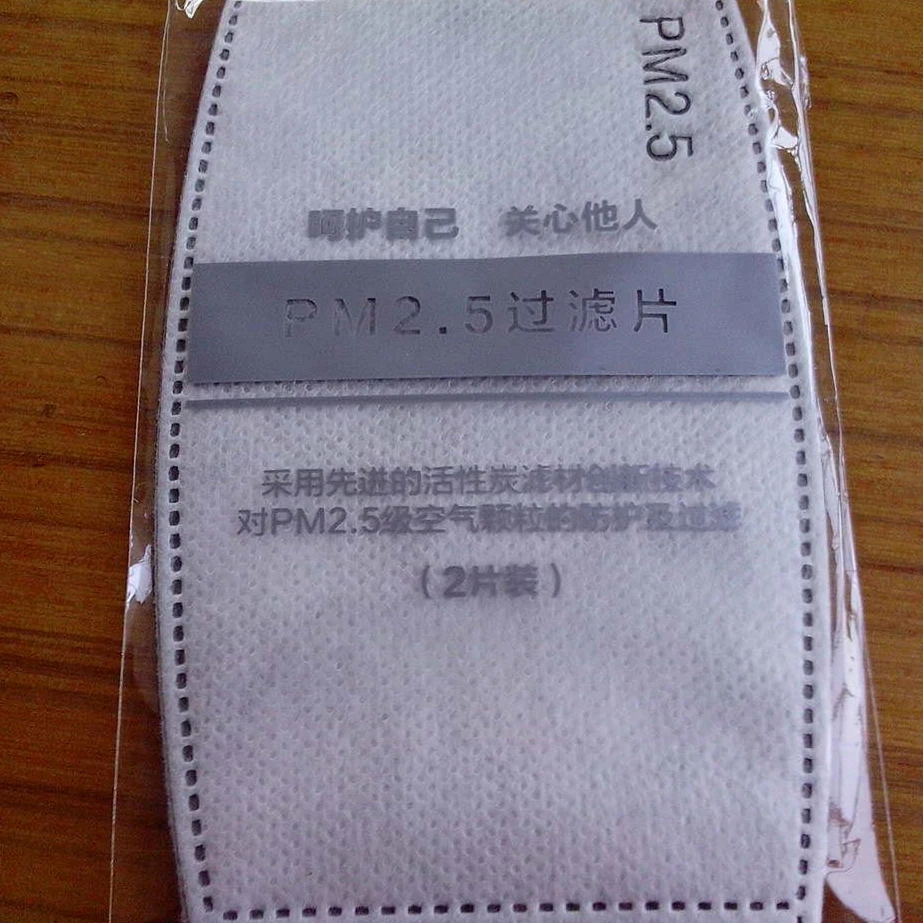 PM2.5
呵护自己 关心他人
PM2.5过滤片
采用先进的活性炭滤材创新技术
对PM2.5级空气颗粒的防护及过滤
（2片装）